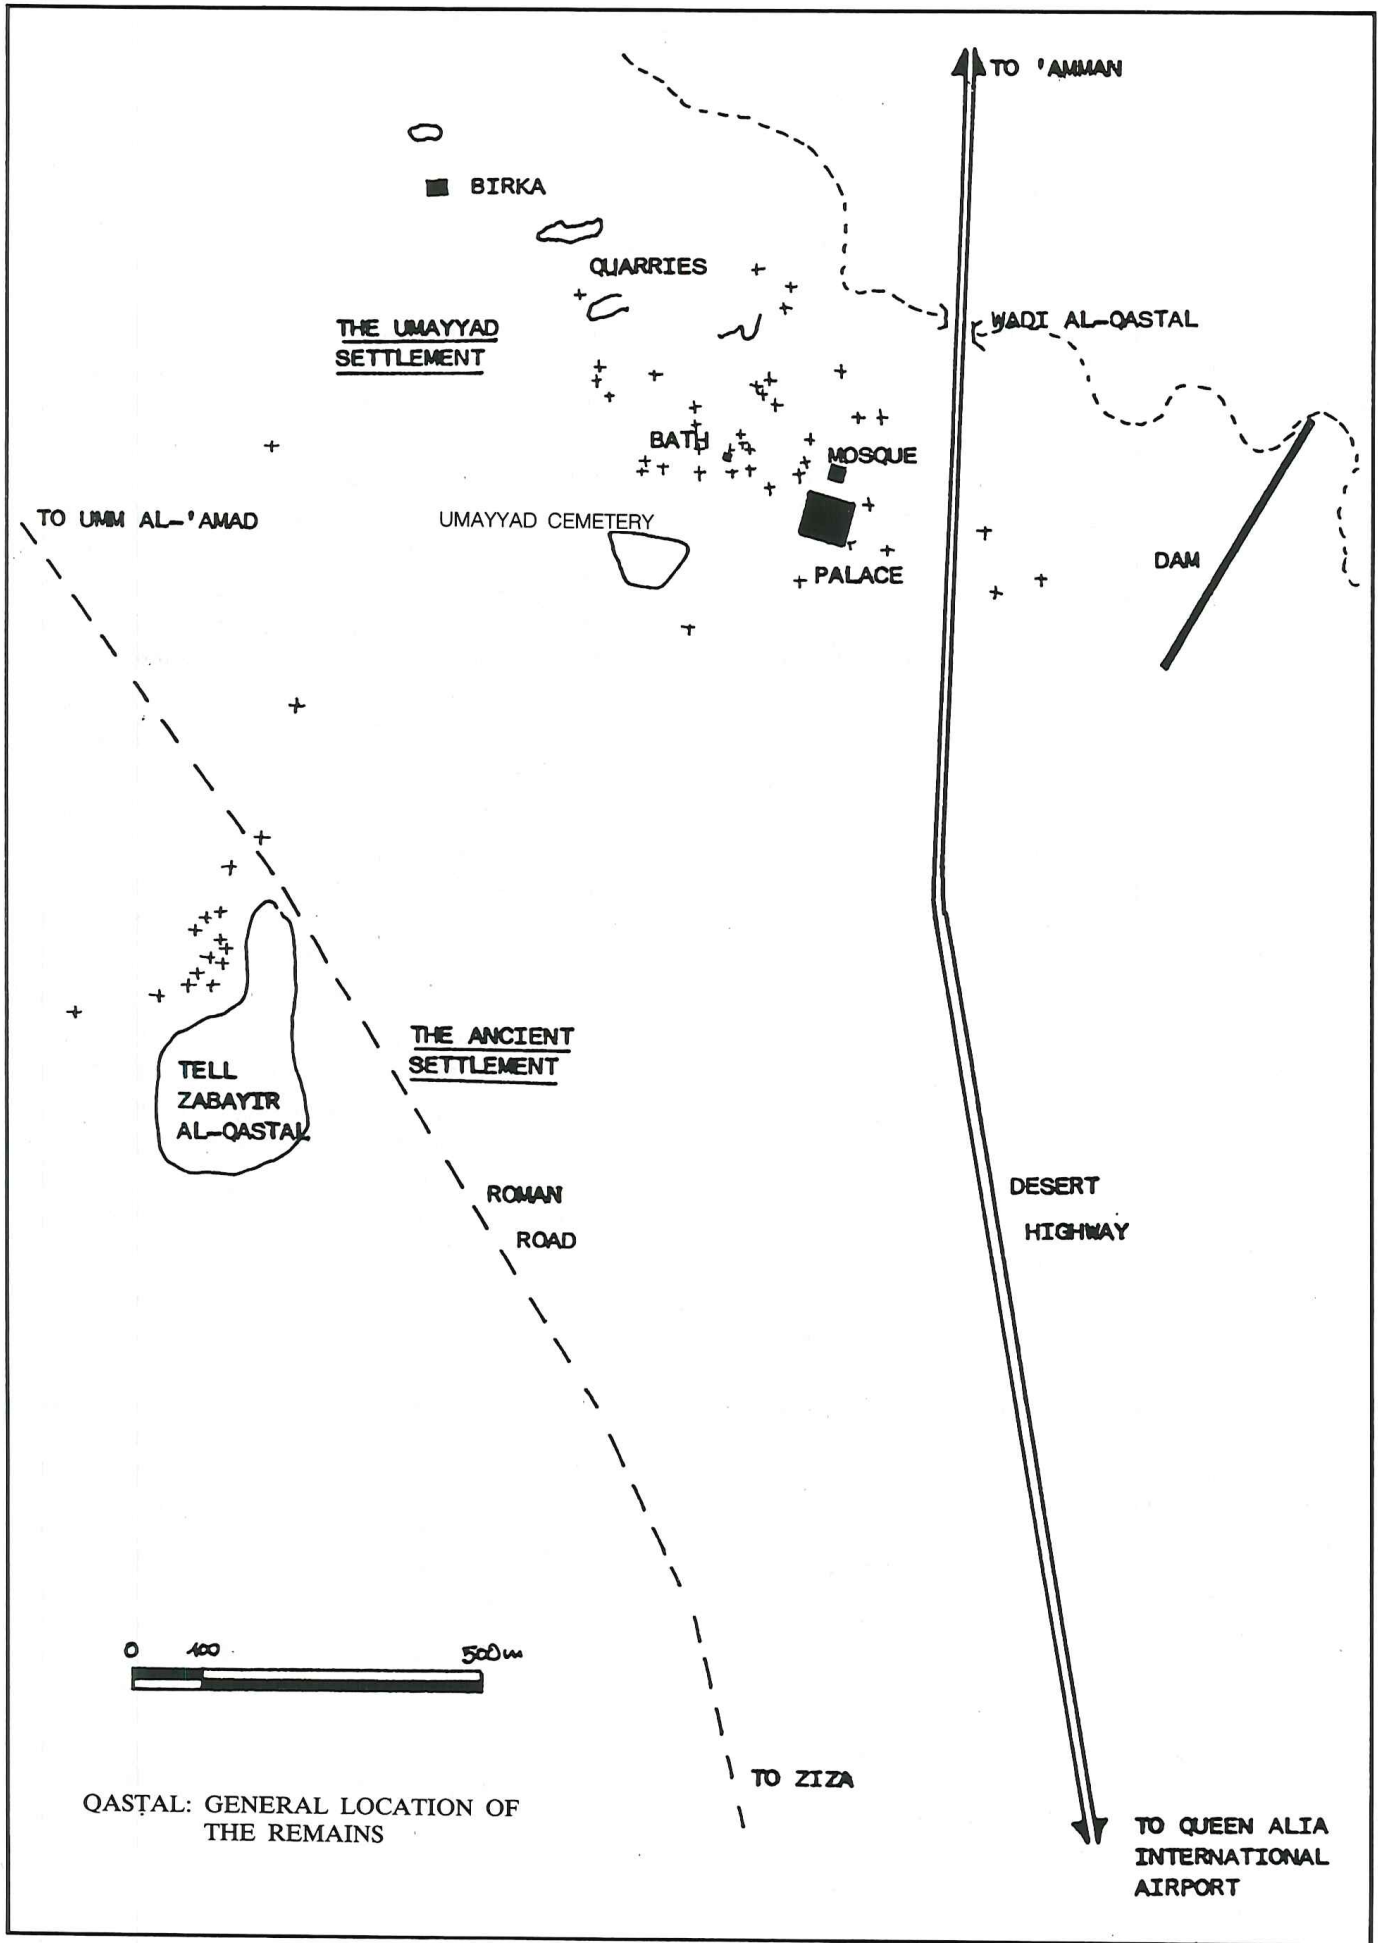 TO 'AMMAN
BIRKA
QUARRIES
THE UMAYYAD
SETTLEMENT
WADI AL-QASTAL
BATH
MOSQUE
TO UMM AL-'AMAD
UMAYYAD CEMETERY
DAM
PALACE
THE ANCIENT
SETTLEMENT
TELL
ZABAYIR
AL-QASTAL
ROMAN
ROAD
DESERT
HIGHWAY
0 100 500m
TO ZIZA
QASṬAL: GENERAL LOCATION OF
THE REMAINS
TO QUEEN ALIA
INTERNATIONAL
AIRPORT